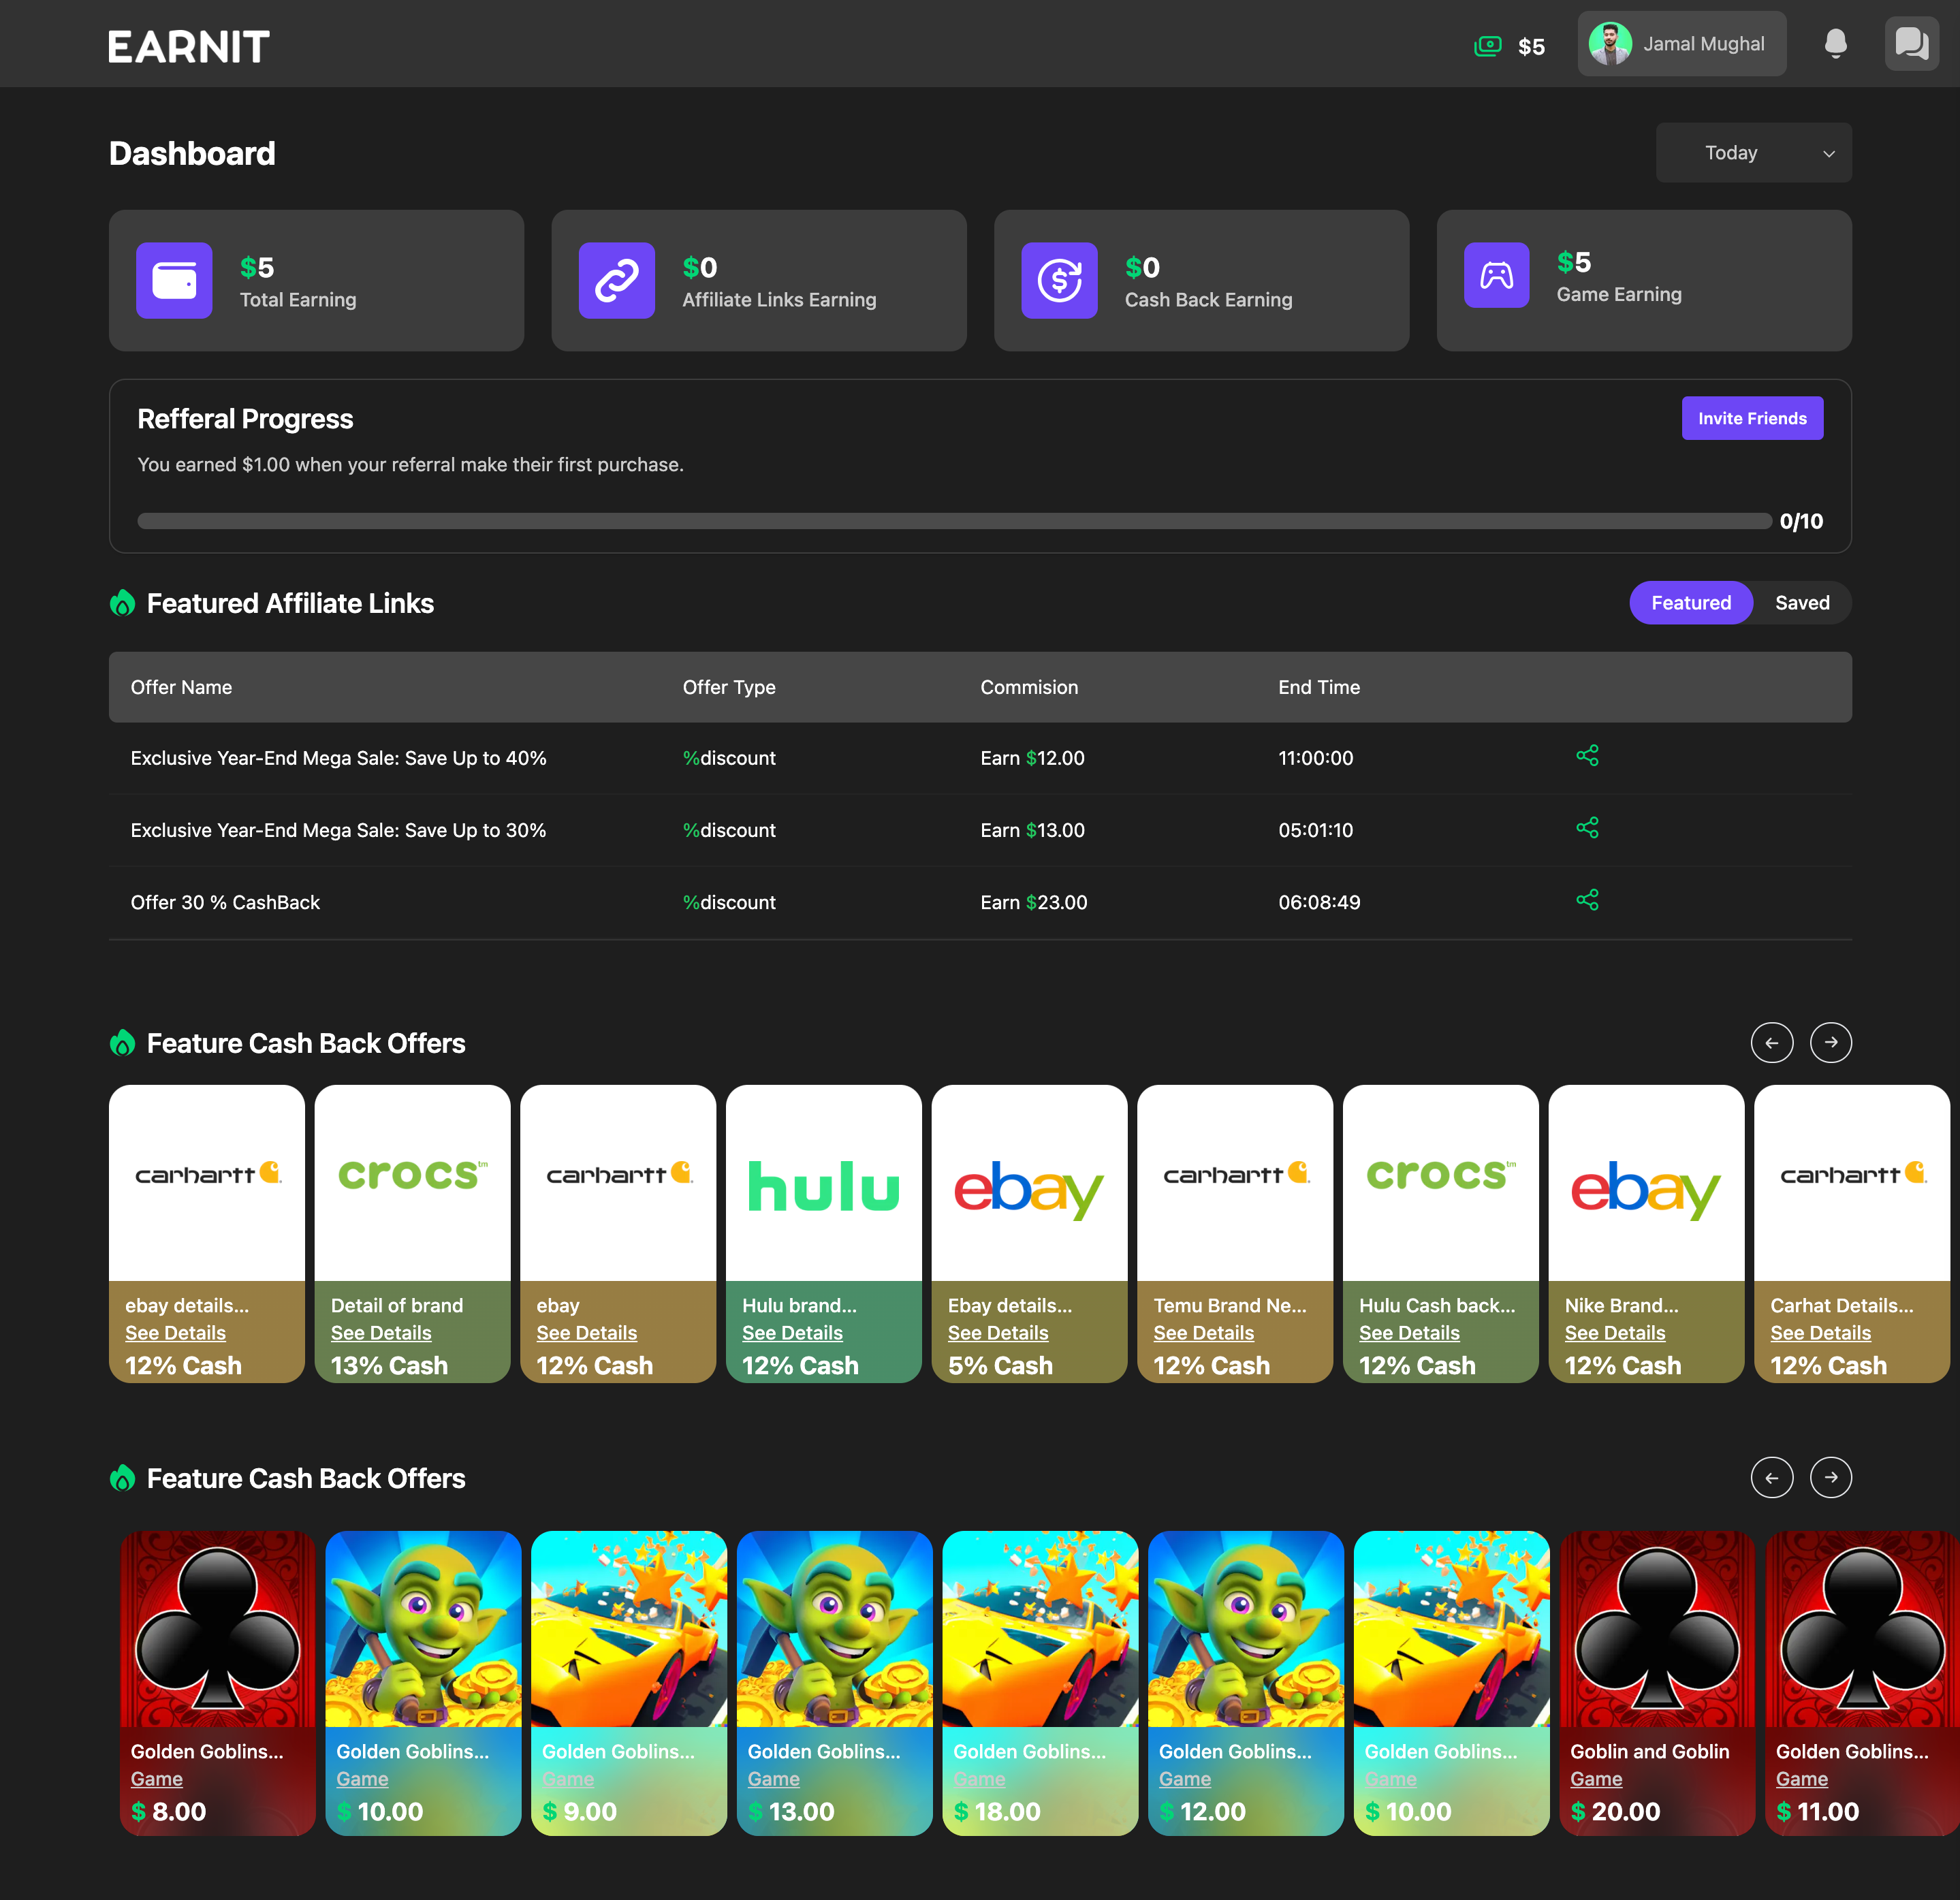 EARNIT
$5
Jamal Mughal
Dashboard
Today
$5
Total Earning
$0
Affiliate Links Earning
$0
Cash Back Earning
$5
Game Earning
Refferal Progress
Invite Friends
You earned $1.00 when your referral make their first purchase.
0/10
Featured Affiliate Links
Featured
Saved
Offer Name Offer Type Commision End Time
Exclusive Year-End Mega Sale: Save Up to 40% %discount Earn $12.00 11:00:00
Exclusive Year-End Mega Sale: Save Up to 30% %discount Earn $13.00 05:01:10
Offer 30 % CashBack %discount Earn $23.00 06:08:49
Feature Cash Back Offers
carhartt
ebay details...
See Details
12% Cash
crocs™
Detail of brand
See Details
13% Cash
carhartt
ebay
See Details
12% Cash
hulu
Hulu brand...
See Details
12% Cash
ebay
Ebay details...
See Details
5% Cash
carhartt
Temu Brand Ne...
See Details
12% Cash
crocs™
Hulu Cash back...
See Details
12% Cash
ebay
Nike Brand...
See Details
12% Cash
carhartt
Carhat Details...
See Details
12% Cash
Feature Cash Back Offers
Golden Goblins...
Game
$ 8.00
Golden Goblins...
Game
$ 10.00
Golden Goblins...
Game
$ 9.00
Golden Goblins...
Game
$ 13.00
Golden Goblins...
Game
$ 18.00
Golden Goblins...
Game
$ 12.00
Golden Goblins...
Game
$ 10.00
Goblin and Goblin
Game
$ 20.00
Golden Goblins...
Game
$ 11.00